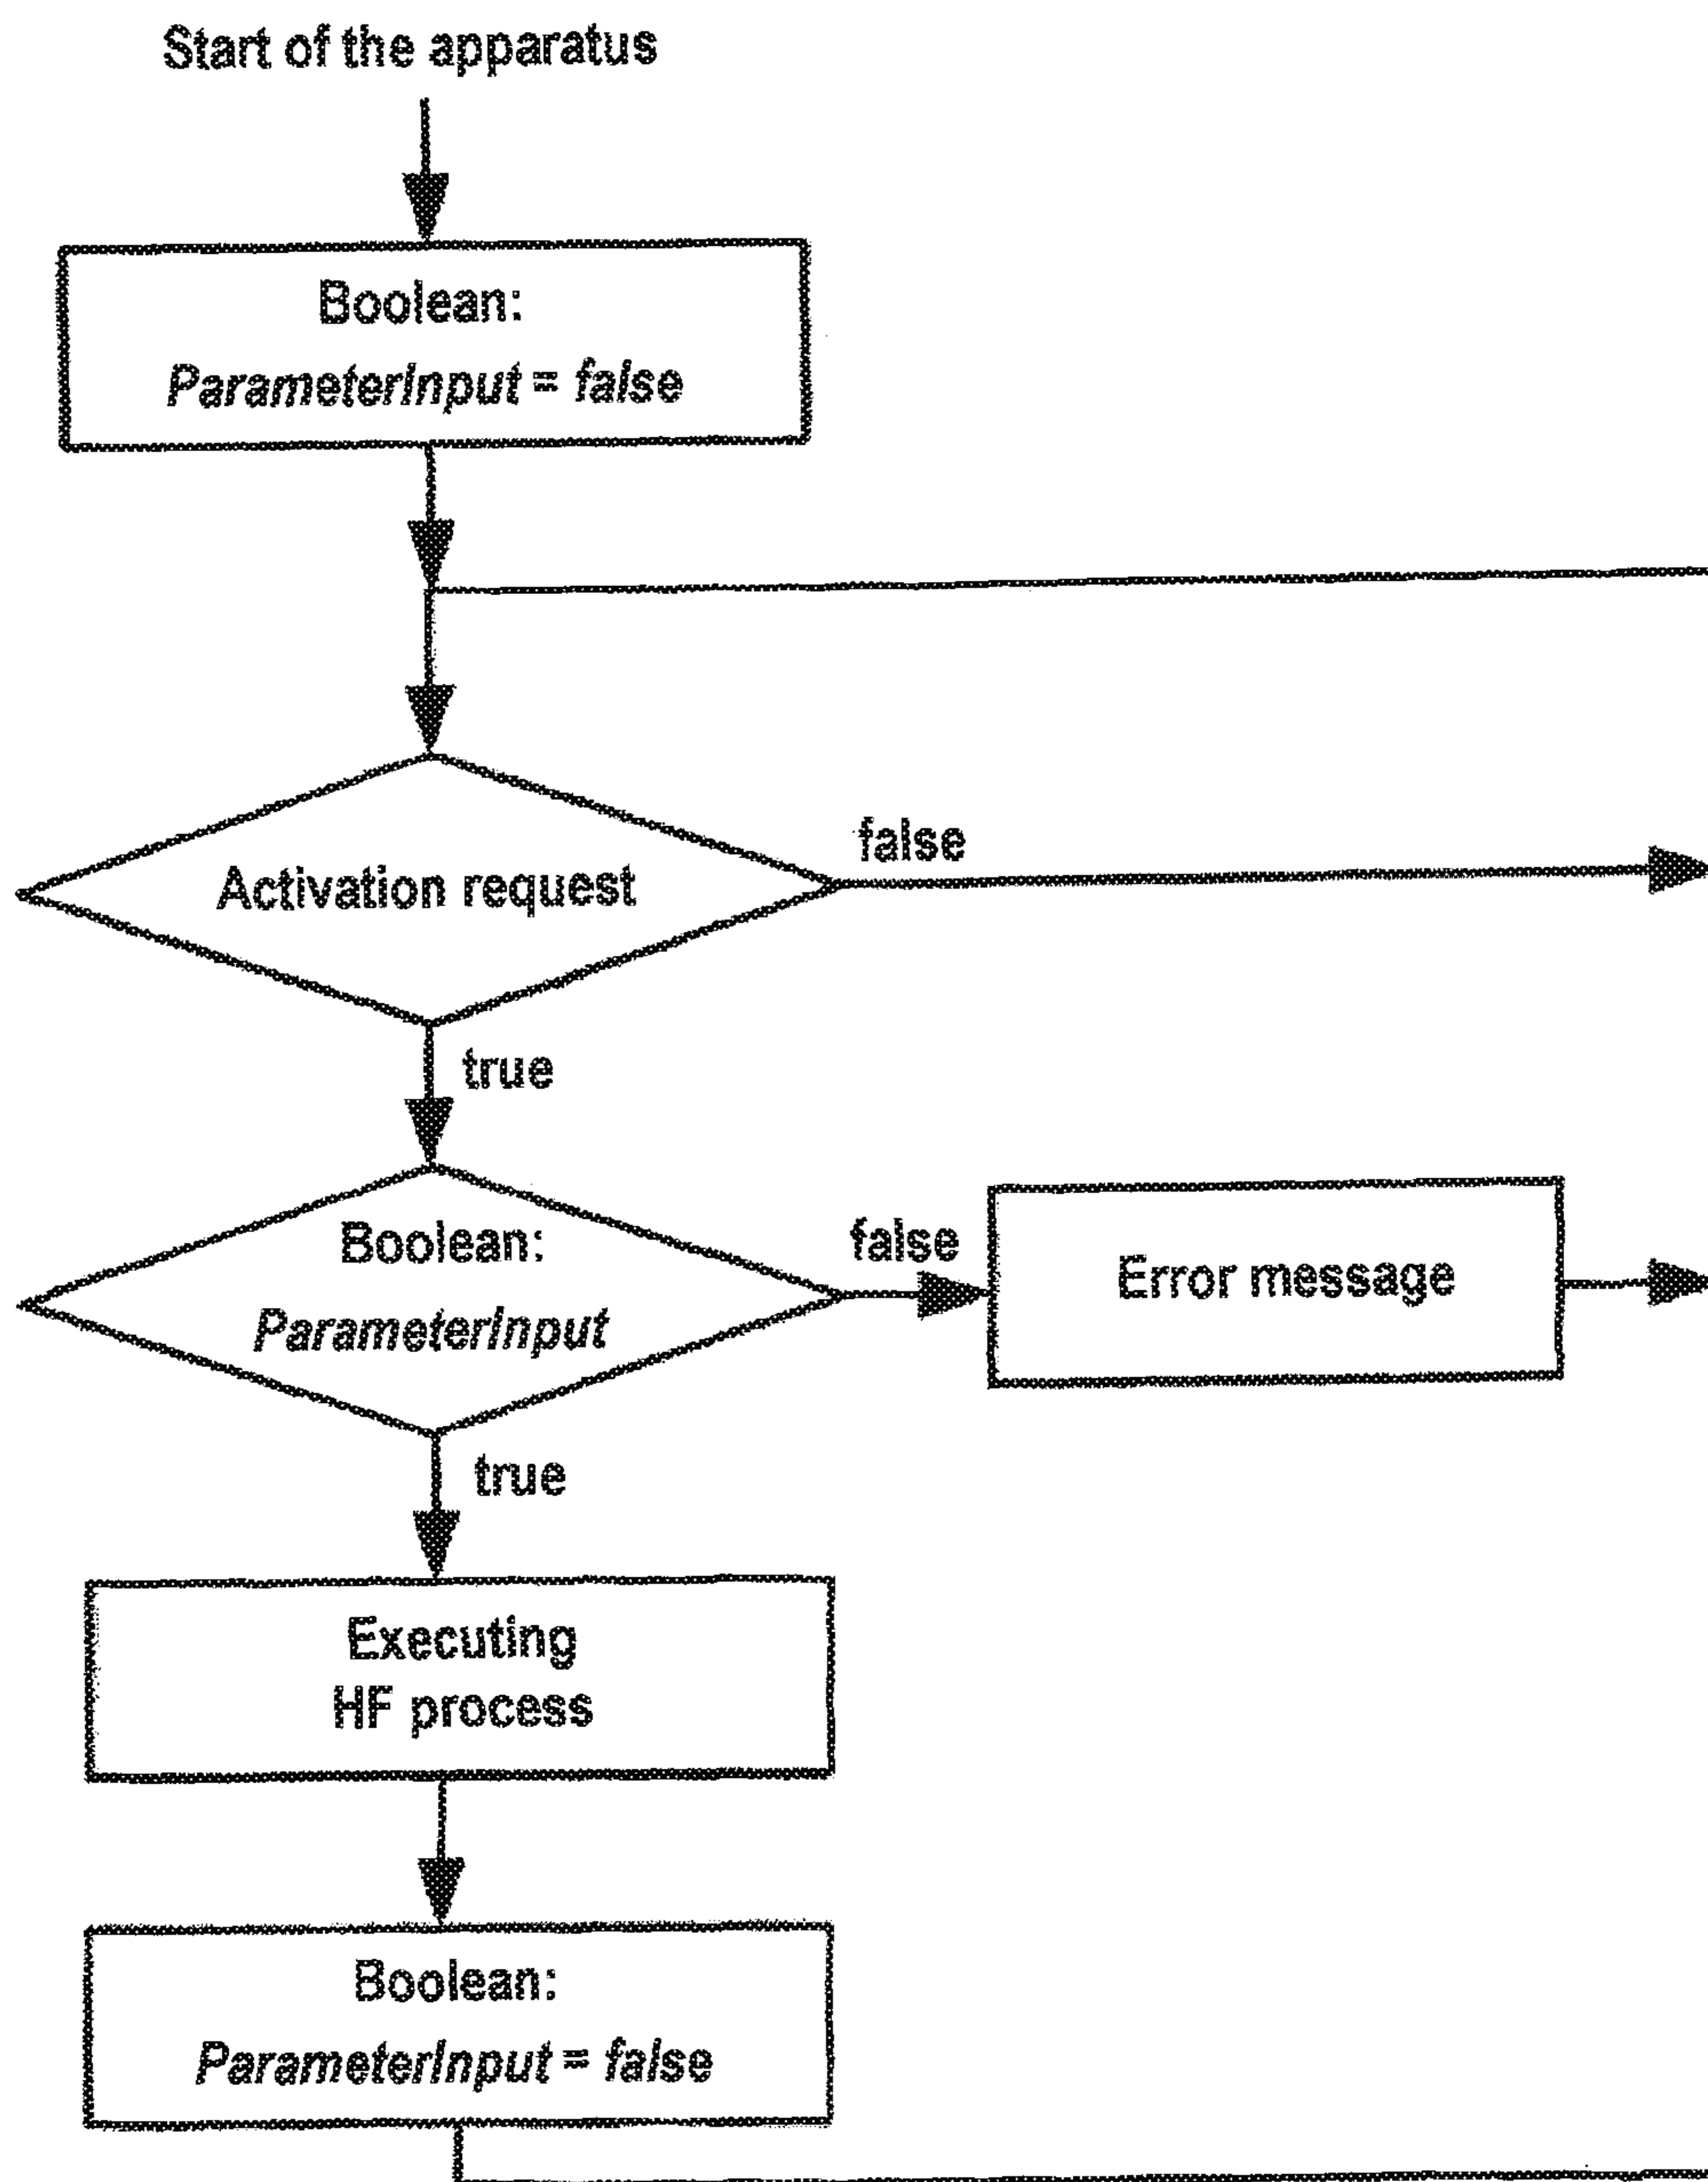 Start of the apparatus
Boolean:
ParameterInput = false
Activation request
false
true
Boolean:
ParameterInput
false
Error message
true
Executing
HF process
Boolean:
ParameterInput = false